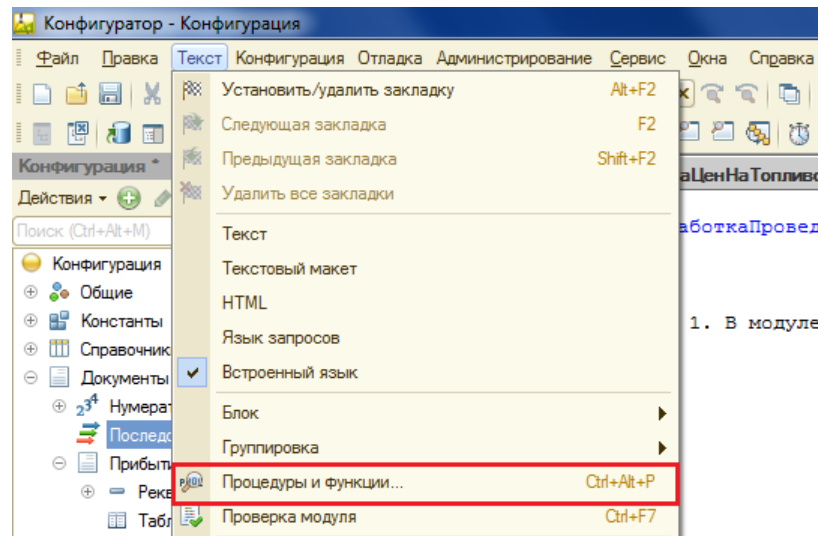 Конфигуратор - Конфигурация
Файл Правка Текст Конфигурация Отладка Администрирование Сервис Окна Справка
Установить/удалить закладку Alt+F2
Следующая закладка F2
Предыдущая закладка Shift+F2
Удалить все закладки
Текст
Текстовый макет
HTML
Язык запросов
Встроенный язык
Блок
Группировка
Процедуры и функции... Ctrl+Alt+P
Проверка модуля Ctrl+F7
Конфигурация *
Действия
Поиск (Ctrl+Alt+M)
Конфигурация
Общие
Константы
Справочник
Документы
Нумерат
Последо
Прибыти
Рекв
Табл
аЦенНаТопливо
аботкаПровед
1. В модуле